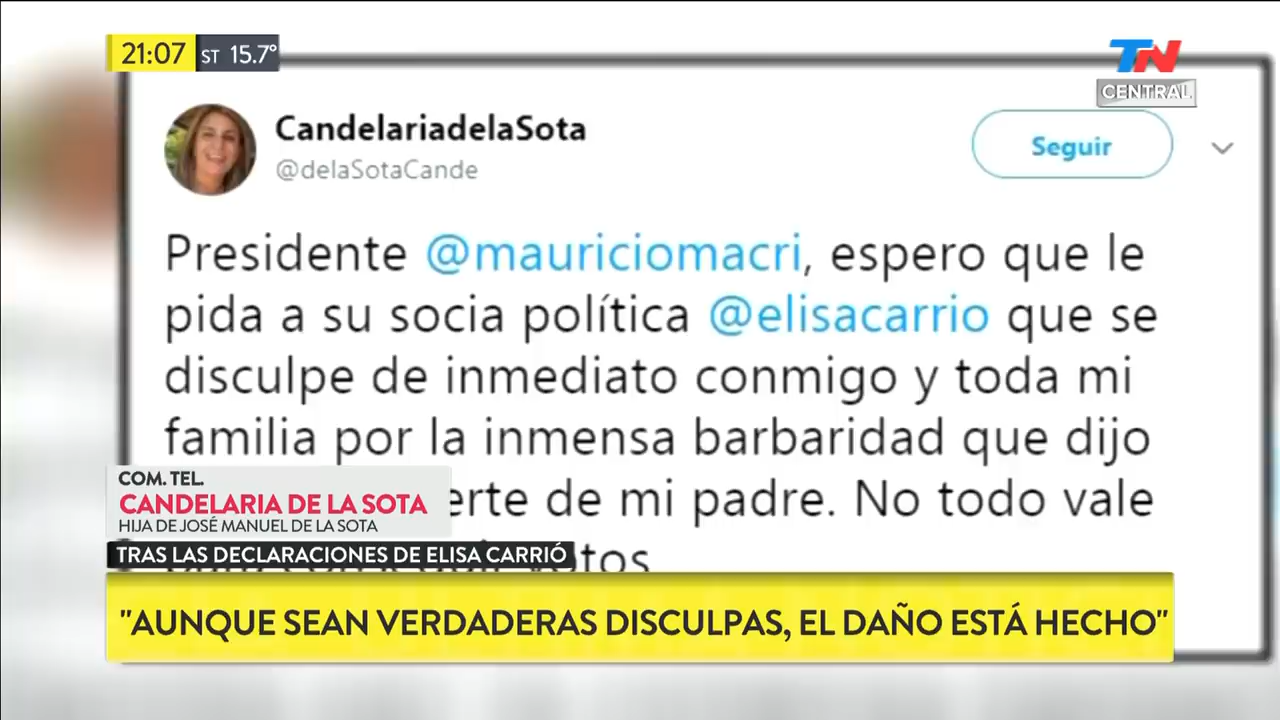 21:07 ST 15.7°
TN
CENTRAL
CandelariadelaSota
@delaSotaCande
Seguir
Presidente @mauriciomacri, espero que le
pida a su socia política @elisacarrio que se
disculpe de inmediato conmigo y toda mi
familia por la inmensa barbaridad que dijo
erte de mi padre. No todo vale
COM. TEL.
CANDELARIA DE LA SOTA
HIJA DE JOSÉ MANUEL DE LA SOTA
TRAS LAS DECLARACIONES DE ELISA CARRIÓ
"AUNQUE SEAN VERDADERAS DISCULPAS, EL DAÑO ESTÁ HECHO"